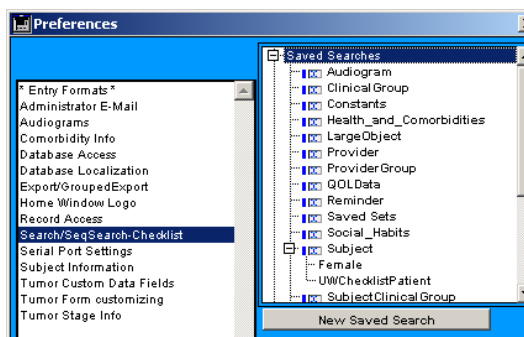 Preferences
* Entry Formats *
Administrator E-Mail
Audiograms
Comorbidity Info
Database Access
Database Localization
Export/GroupedExport
Home Window Logo
Record Access
Search/SeqSearch-Checklist
Serial Port Settings
Subject Information
Tumor Custom Data Fields
Tumor Form customizing
Tumor Stage Info
Saved Searches
Audiogram
ClinicalGroup
Constants
Health_and_Comorbidities
LargeObject
Provider
ProviderGroup
QOLData
Reminder
Saved Sets
Social_Habits
Subject
Female
UWChecklistPatient
SubjectClinicalGroup
New Saved Search